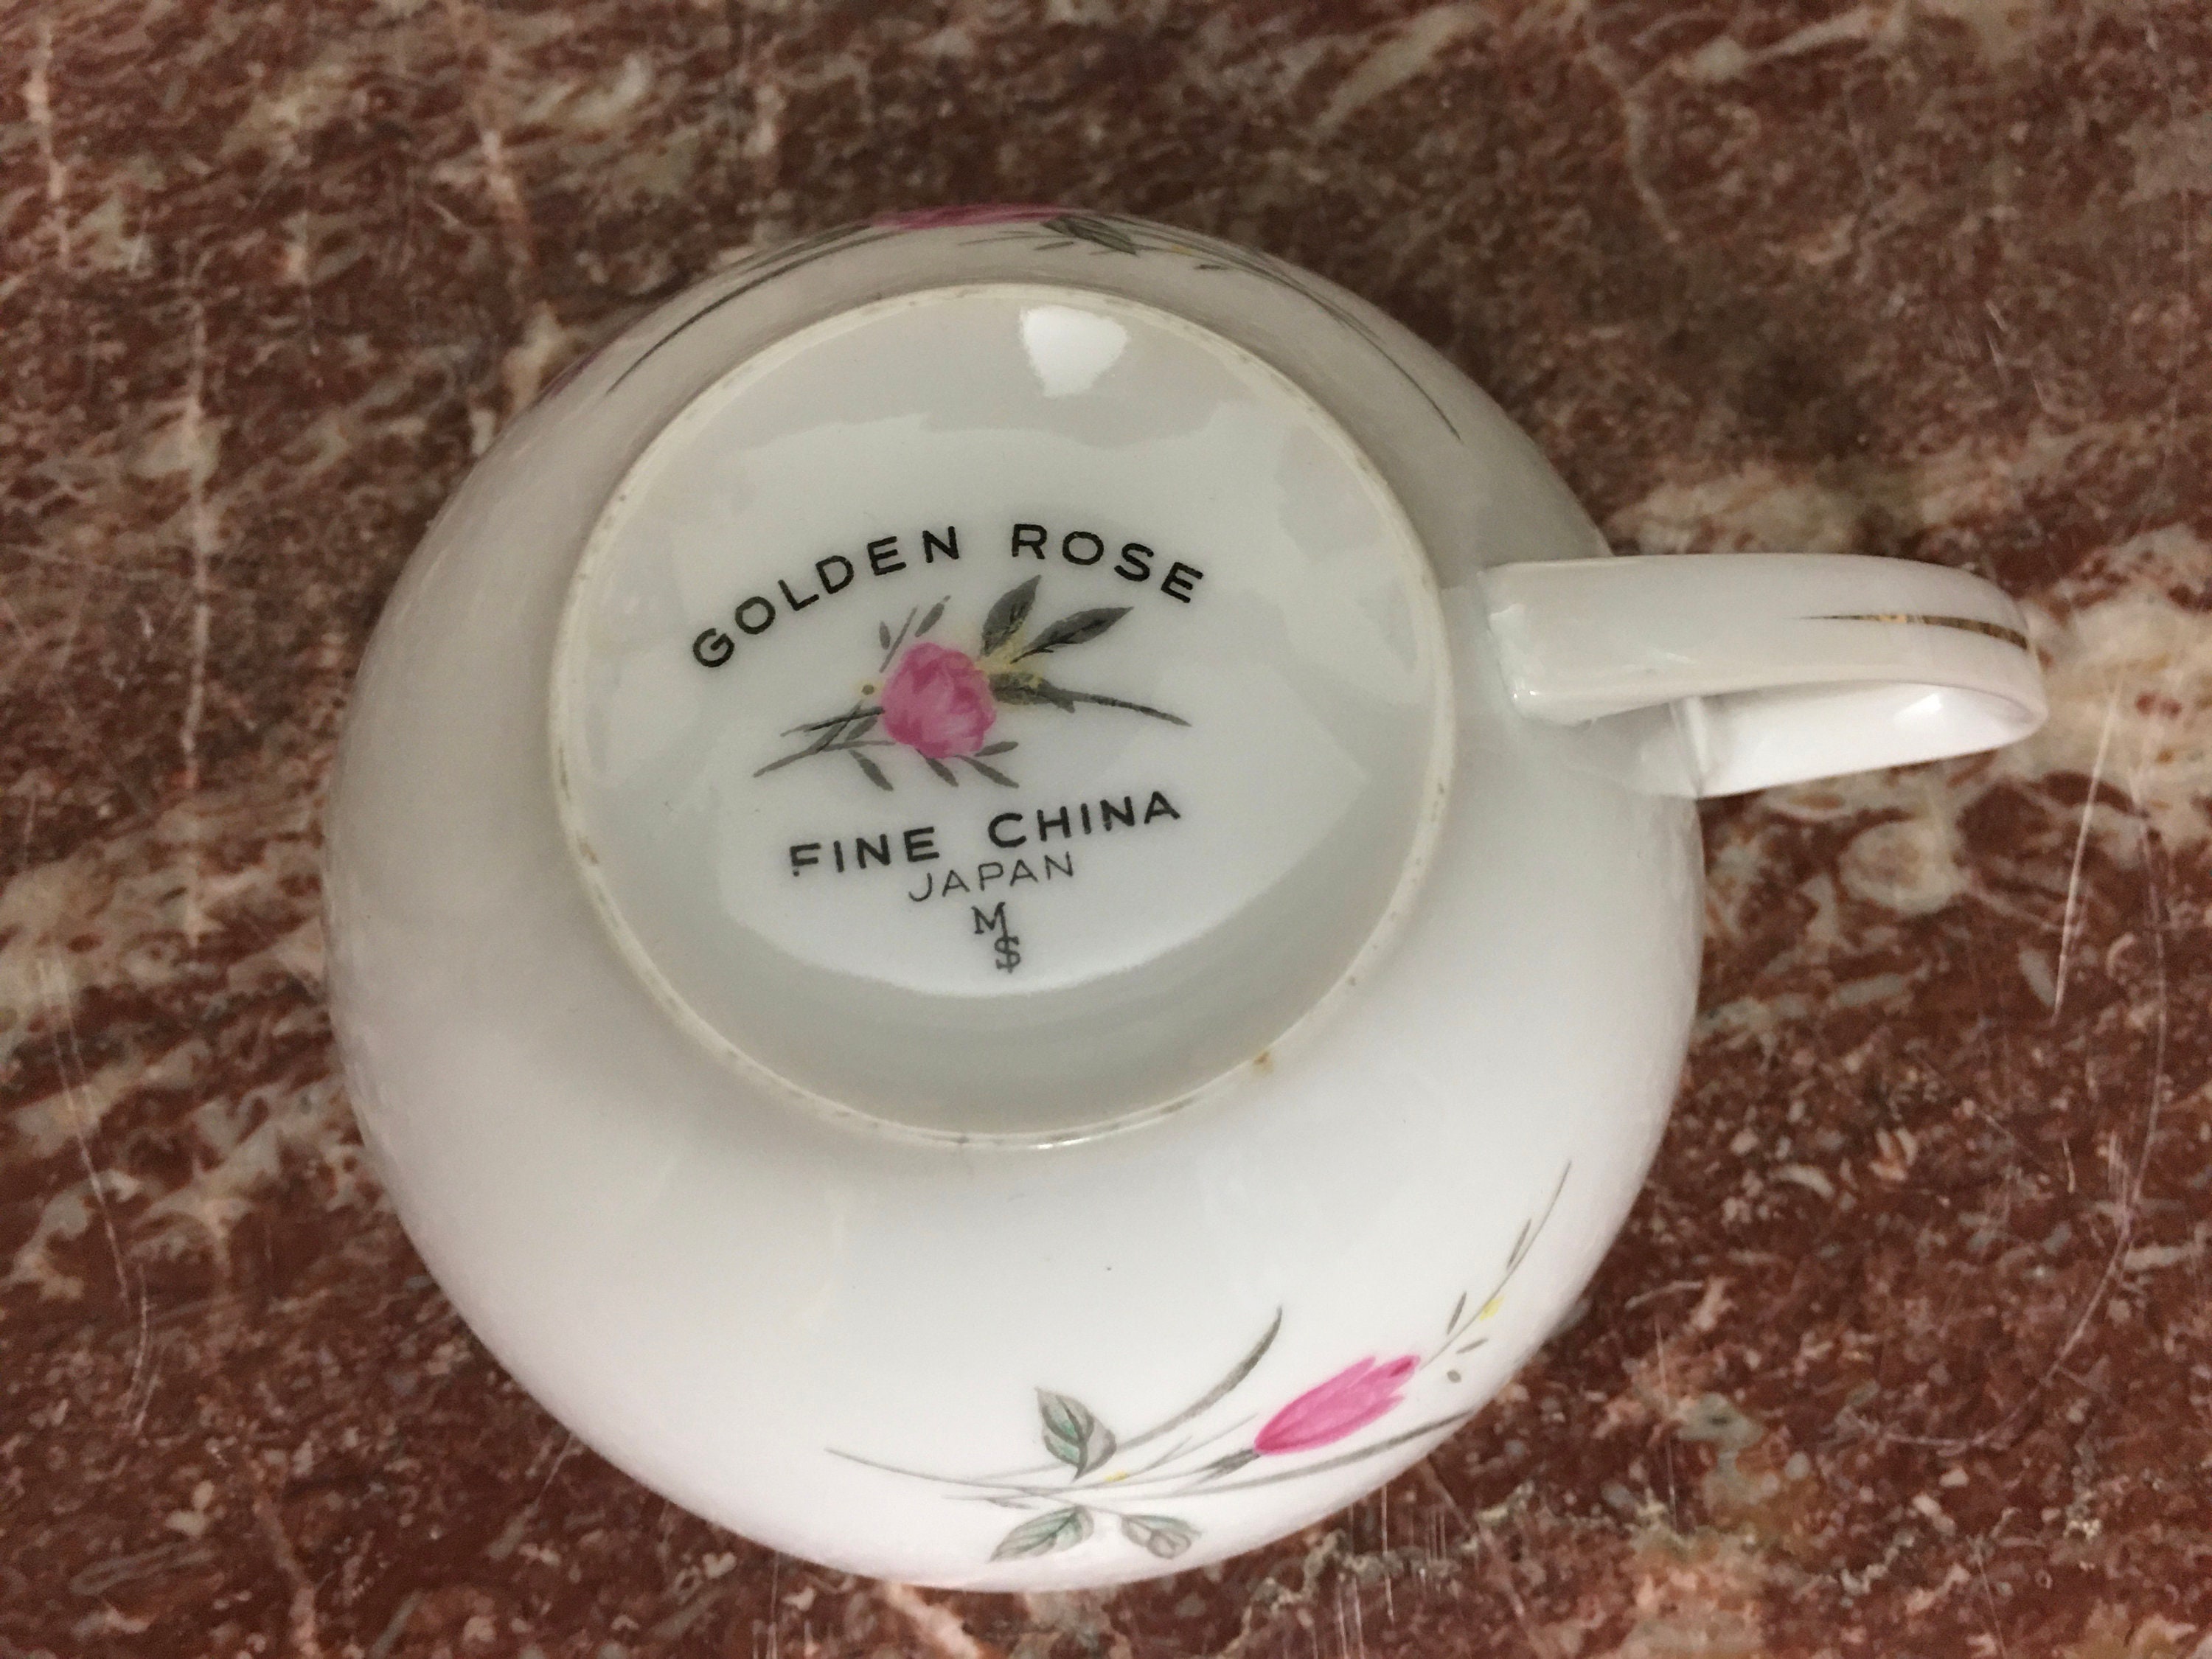 GOLDEN ROSE
FINE CHINA
JAPAN
M
S